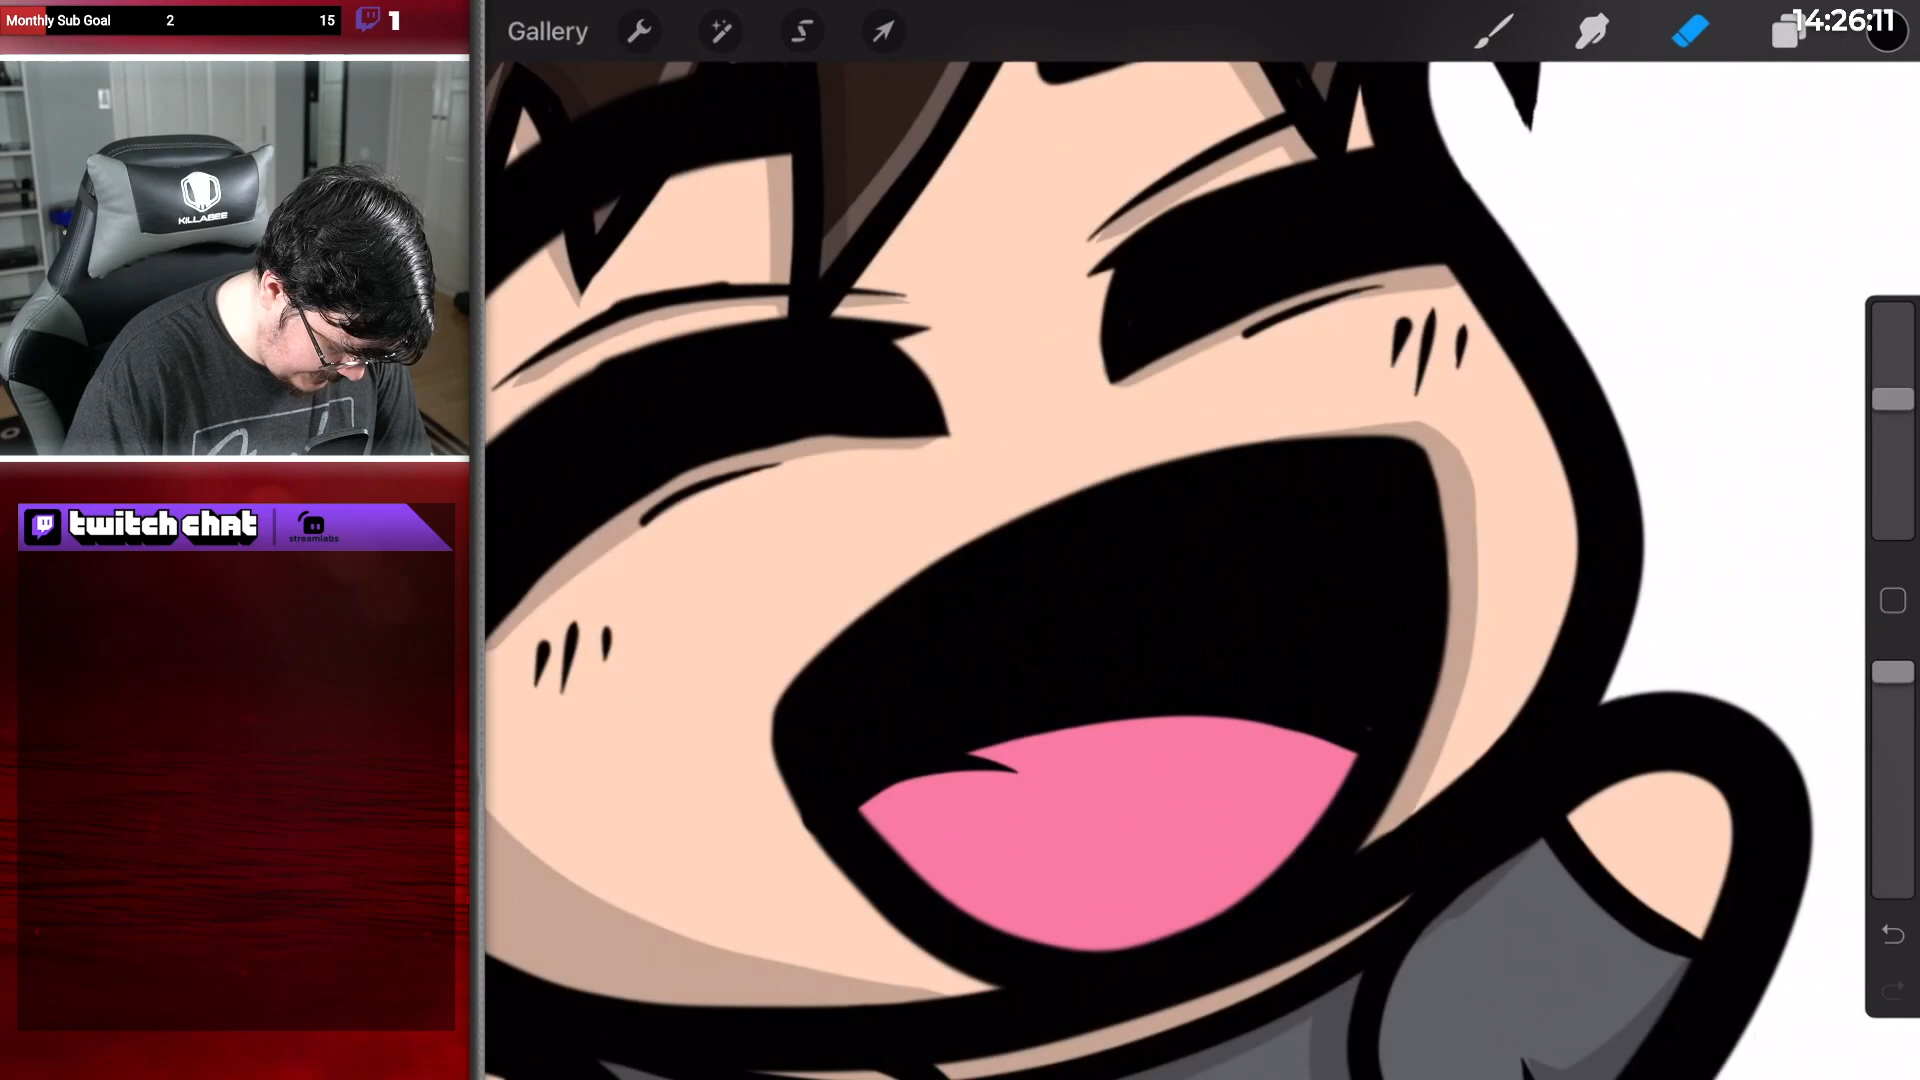 Monthly Sub Goal 2 15 1
Gallery
14:26:11
KILLABEE
twitch chat
streamlabs